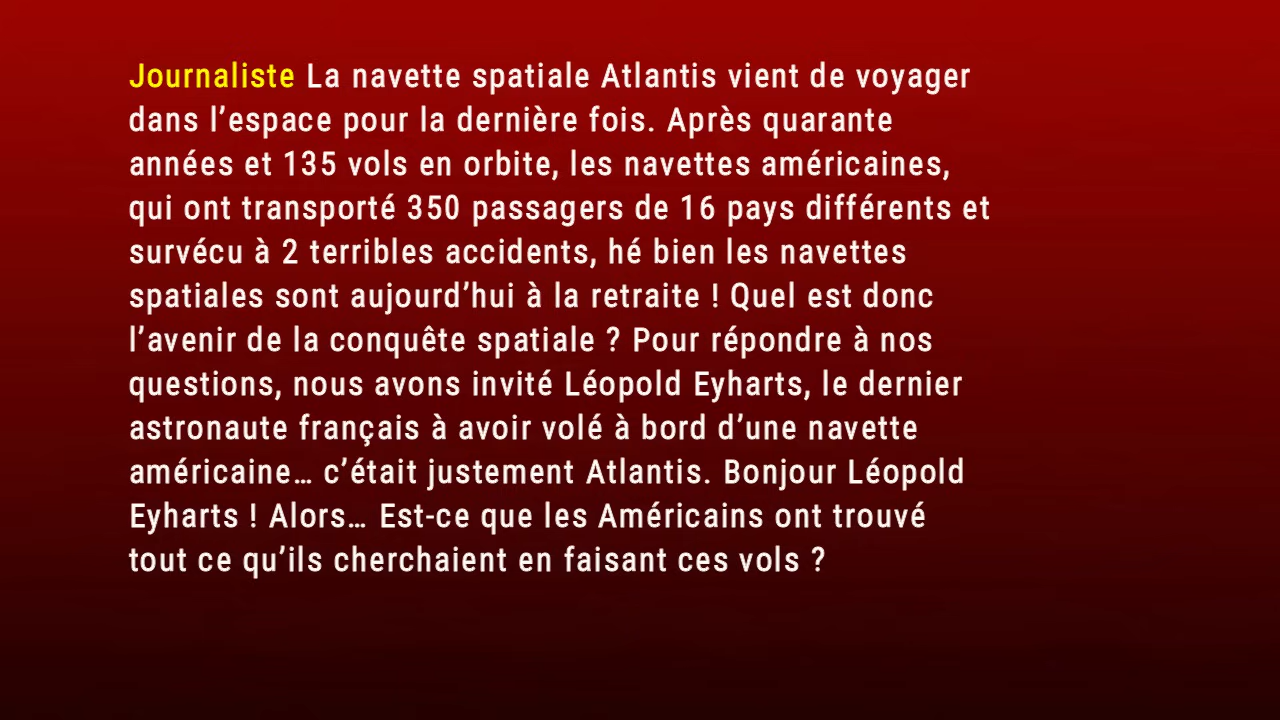 Journaliste La navette spatiale Atlantis vient de voyager
dans l’espace pour la dernière fois. Après quarante
années et 135 vols en orbite, les navettes américaines,
qui ont transporté 350 passagers de 16 pays différents et
survécu à 2 terribles accidents, hé bien les navettes
spatiales sont aujourd’hui à la retraite ! Quel est donc
l’avenir de la conquête spatiale ? Pour répondre à nos
questions, nous avons invité Léopold Eyharts, le dernier
astronaute français à avoir volé à bord d’une navette
américaine… c’était justement Atlantis. Bonjour Léopold
Eyharts ! Alors… Est-ce que les Américains ont trouvé
tout ce qu’ils cherchaient en faisant ces vols ?